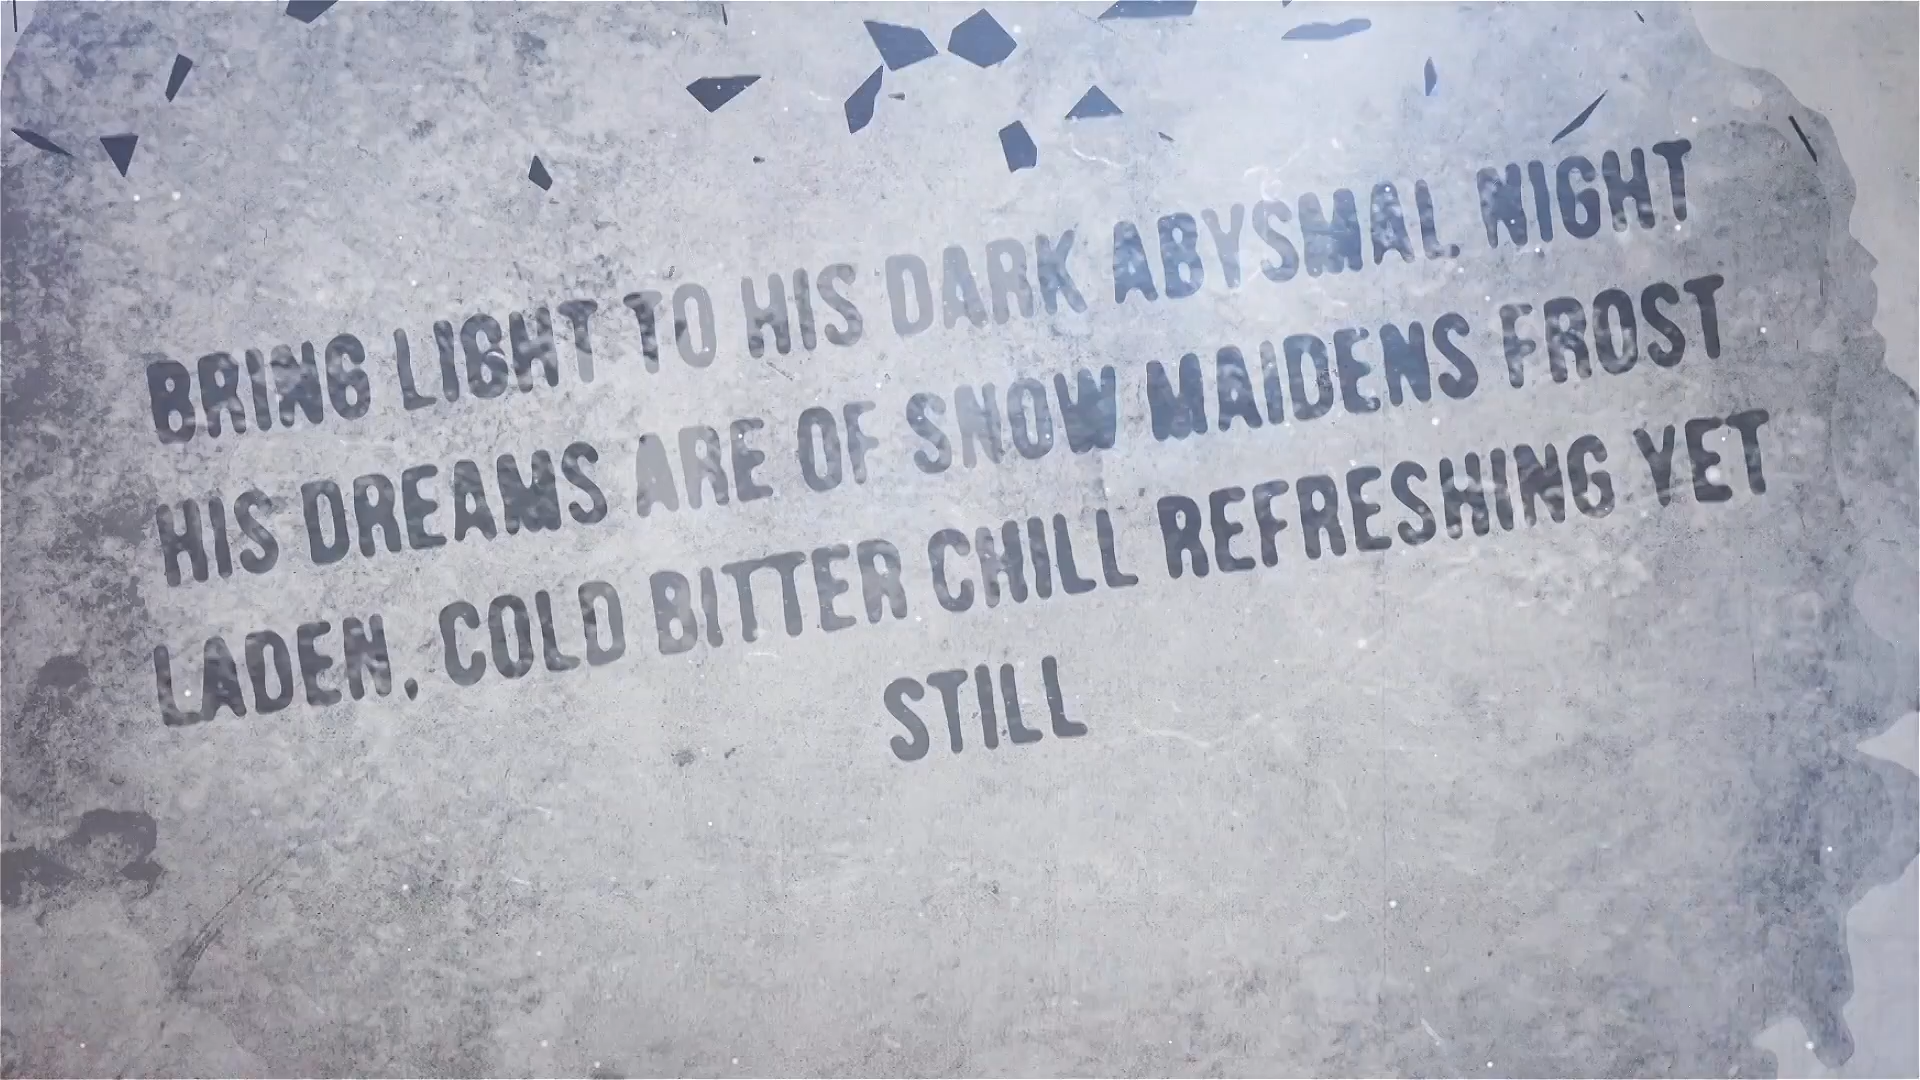 BRING LIGHT TO HIS DARK ABYSMAL NIGHT
HIS DREAMS ARE OF SNOW MAIDENS FROST
LADEN, COLD BITTER CHILL REFRESHING YET
STILL